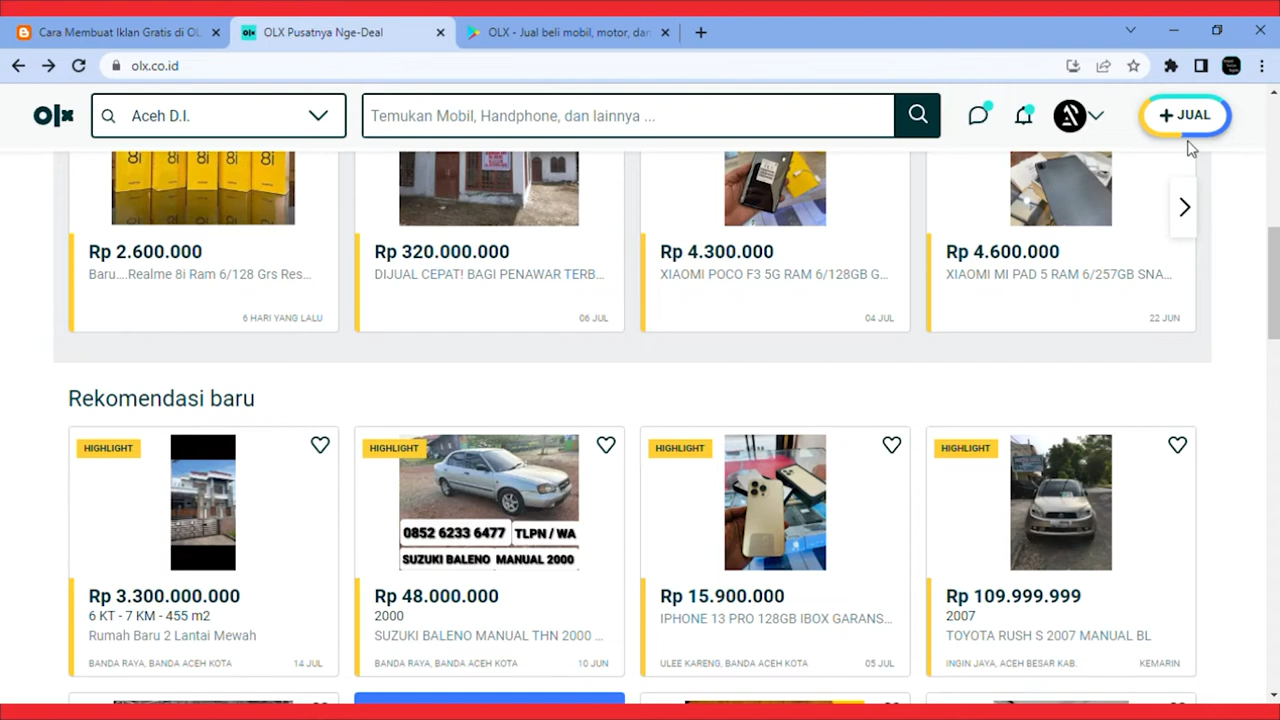 Cara Membuat Iklan Gratis di OL
OLX Pusatnya Nge-Deal
OLX - Jual beli mobil, motor, dan
olx.co.id
olx
Aceh D.I.
Temukan Mobil, Handphone, dan lainnya ...
+ JUAL
8i 8i 8i 8i 8i
Rp 2.600.000
Baru....Realme 8i Ram 6/128 Grs Res...
6 HARI YANG LALU
Rp 320.000.000
DIJUAL CEPAT! BAGI PENAWAR TERB...
06 JUL
Rp 4.300.000
XIAOMI POCO F3 5G RAM 6/128GB G...
04 JUL
Rp 4.600.000
XIAOMI MI PAD 5 RAM 6/257GB SNA...
22 JUN
Rekomendasi baru
HIGHLIGHT
Rp 3.300.000.000
6 KT - 7 KM - 455 m2
Rumah Baru 2 Lantai Mewah
BANDA RAYA, BANDA ACEH KOTA
14 JUL
HIGHLIGHT
0852 6233 6477 TLPN / WA
SUZUKI BALENO MANUAL 2000
Rp 48.000.000
2000
SUZUKI BALENO MANUAL THN 2000 ...
BANDA RAYA, BANDA ACEH KOTA
10 JUN
HIGHLIGHT
Rp 15.900.000
IPHONE 13 PRO 128GB IBOX GARANS...
ULEE KARENG, BANDA ACEH KOTA
05 JUL
HIGHLIGHT
Rp 109.999.999
2007
TOYOTA RUSH S 2007 MANUAL BL
INGIN JAYA, ACEH BESAR KAB.
KEMARIN